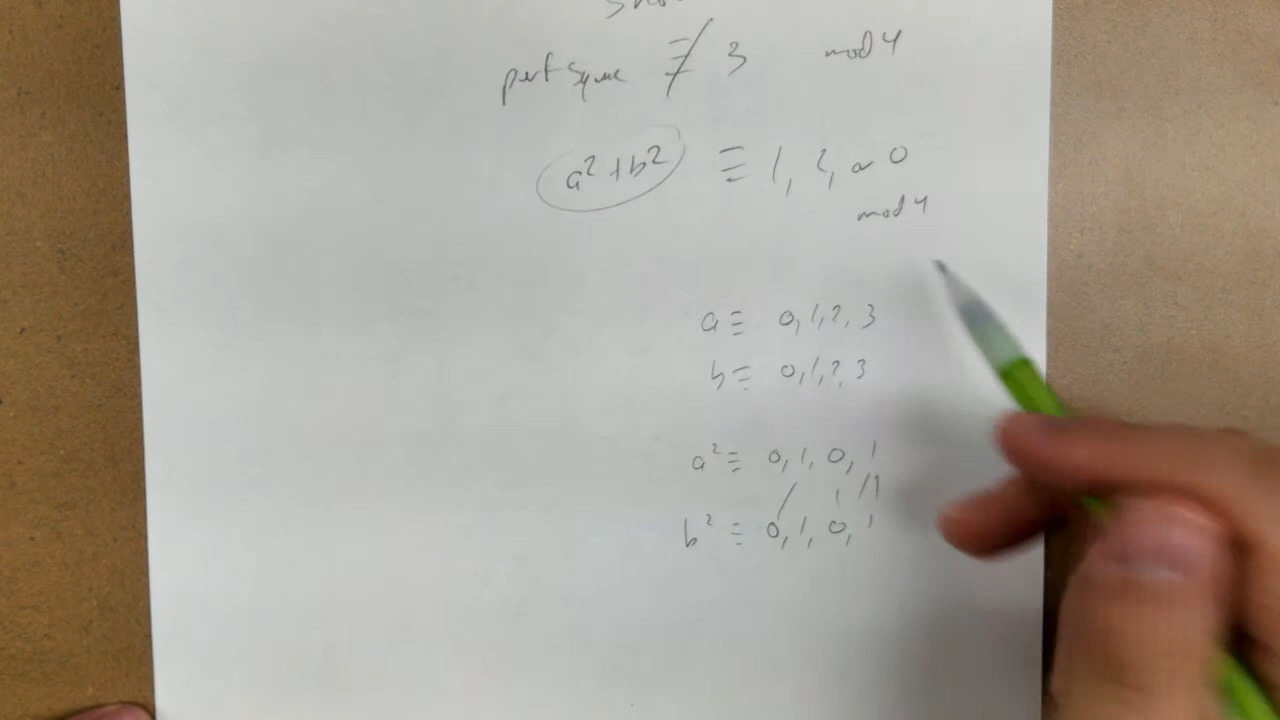 Sho
perf square ≢ 3 mod 4
a² + b² ≡ 1, 2, or 0
mod 4
a ≡ 0, 1, 2, 3
b ≡ 0, 1, 2, 3
a² ≡ 0, 1, 0, 1
b² ≡ 0, 1, 0, 1